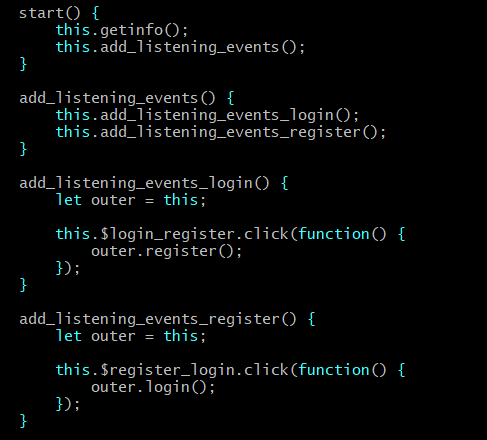 start() {
    this.getinfo();
    this.add_listening_events();
}

add_listening_events() {
    this.add_listening_events_login();
    this.add_listening_events_register();
}

add_listening_events_login() {
    let outer = this;

    this.$login_register.click(function() {
        outer.register();
    });
}

add_listening_events_register() {
    let outer = this;

    this.$register_login.click(function() {
        outer.login();
    });
}